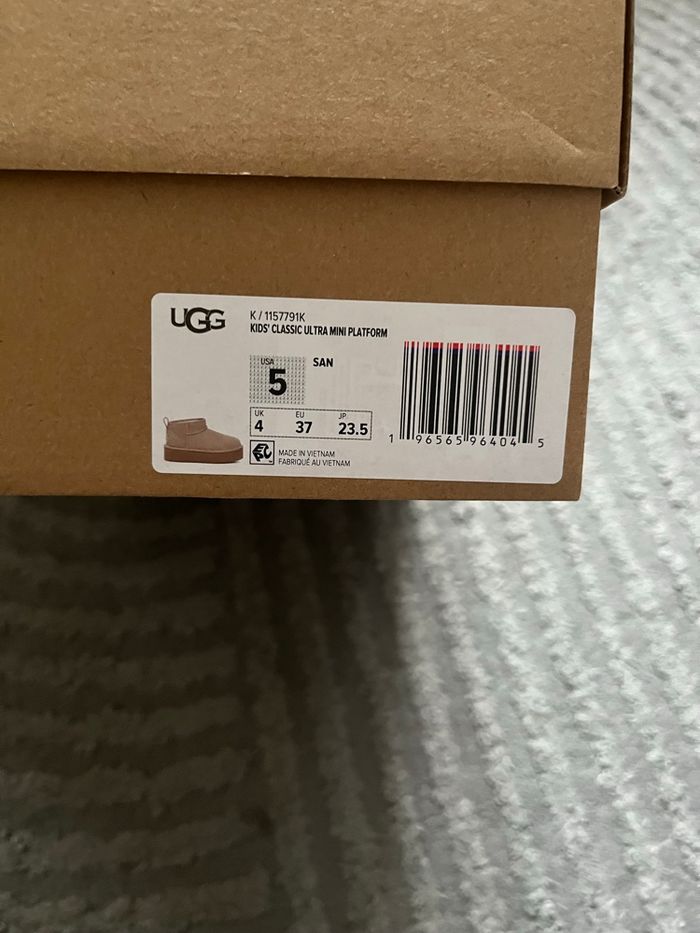 UGG
K / 1157791K
KIDS' CLASSIC ULTRA MINI PLATFORM
USA
5
SAN
UK EU JP
4 37 23.5
MADE IN VIETNAM
FABRIQUÉ AU VIETNAM
1 96565 96404 5